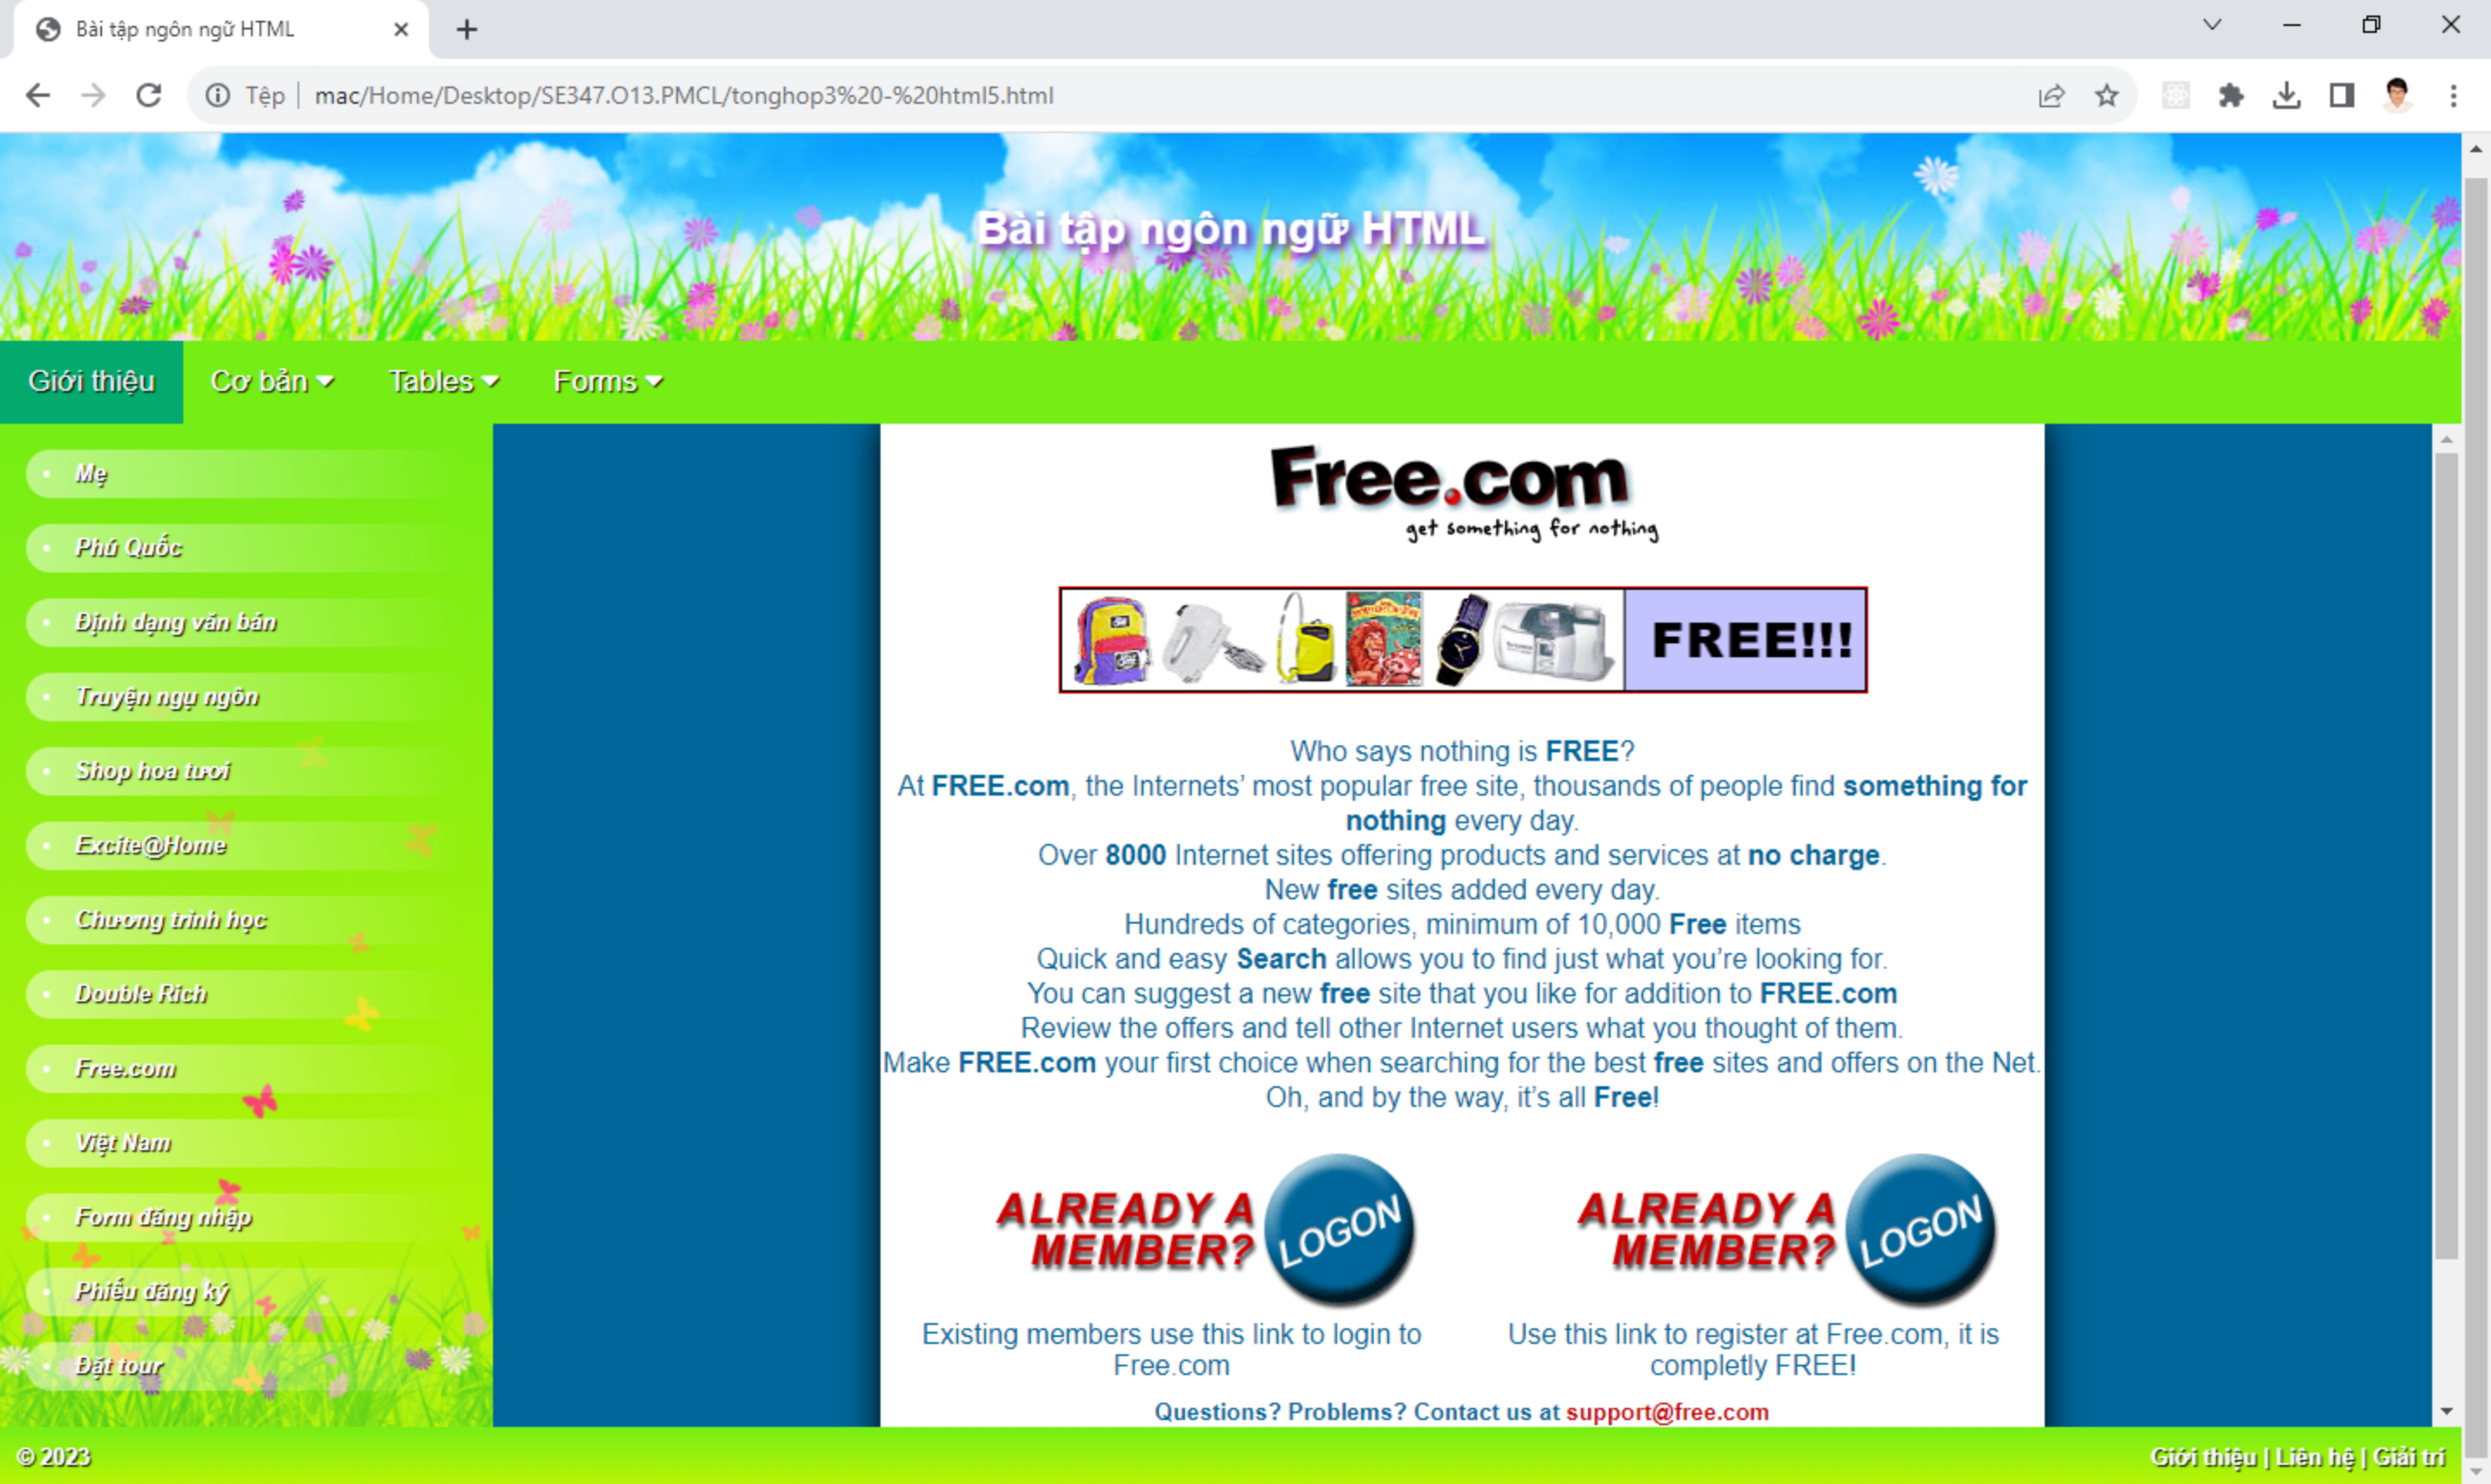 Bài tập ngôn ngữ HTML
Tệp | mac/Home/Desktop/SE347.O13.PMCL/tonghop3%20-%20html5.html
Bài tập ngôn ngữ HTML
Giới thiệu Cơ bản Tables Forms
Mẹ
Phú Quốc
Định dạng văn bản
Truyện ngụ ngôn
Shop hoa tươi
Excite@Home
Chương trình học
Double Rich
Free.com
Việt Nam
Form đăng nhập
Phiếu đăng ký
Đặt tour
Free.com
get something for nothing
FREE!!!
Who says nothing is FREE?
At FREE.com, the Internets’ most popular free site, thousands of people find something for
nothing every day.
Over 8000 Internet sites offering products and services at no charge.
New free sites added every day.
Hundreds of categories, minimum of 10,000 Free items
Quick and easy Search allows you to find just what you’re looking for.
You can suggest a new free site that you like for addition to FREE.com
Review the offers and tell other Internet users what you thought of them.
Make FREE.com your first choice when searching for the best free sites and offers on the Net.
Oh, and by the way, it’s all Free!
ALREADY A
MEMBER?
LOGON
Existing members use this link to login to
Free.com
ALREADY A
MEMBER?
LOGON
Use this link to register at Free.com, it is
completly FREE!
Questions? Problems? Contact us at support@free.com
© 2023
Giới thiệu | Liên hệ | Giải trí